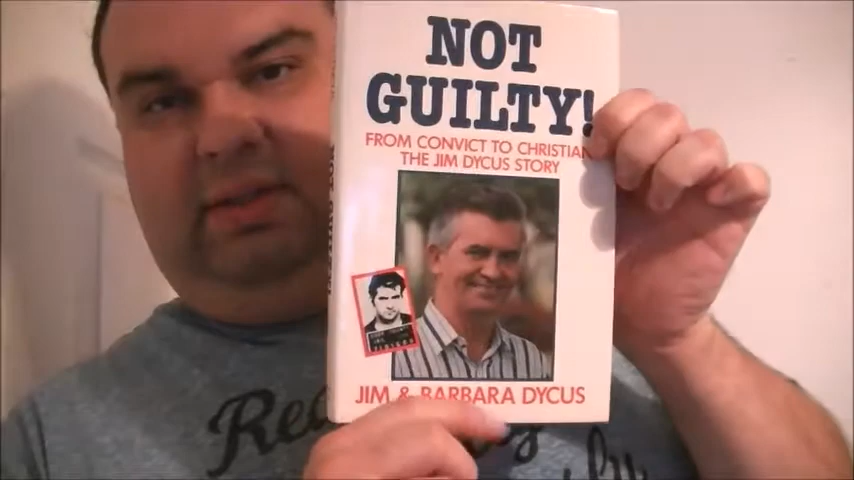 NOT
GUILTY!
FROM CONVICT TO CHRISTIAN
THE JIM DYCUS STORY
JIM & BARBARA DYCUS